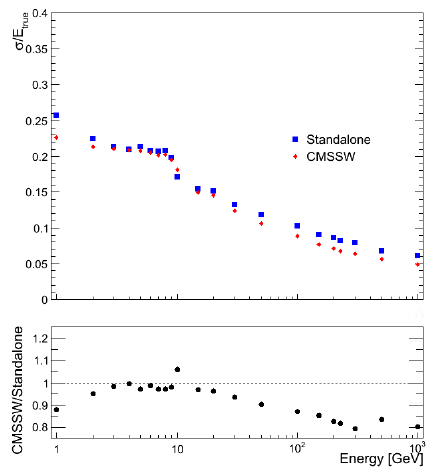 σ/E_true
0.4
0.35
0.3
0.25
0.2
0.15
0.1
0.05
0
Standalone
CMSSW
CMSSW/Standalone
1.2
1.1
1
0.9
0.8
1 10 10² 10³
Energy [GeV]